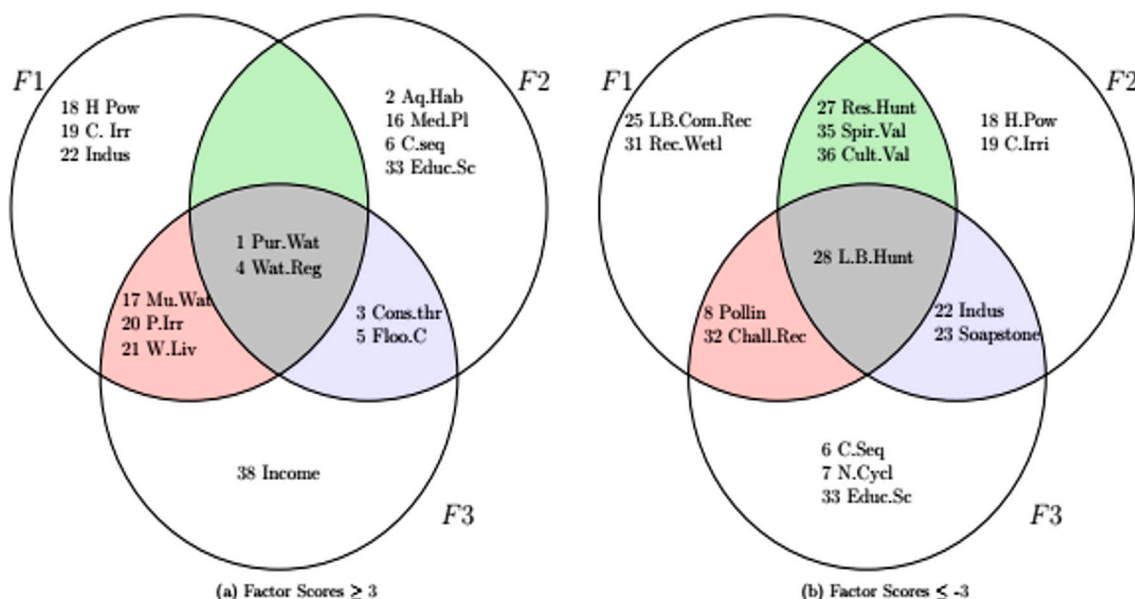 F1
F2
18 H Pow
19 C. Irr
22 Indus
2 Aq.Hab
16 Med.Pl
6 C.seq
33 Educ.Sc
1 Pur.Wat
4 Wat.Reg
17 Mu.Wat
20 P.Irr
21 W.Liv
3 Cons.thr
5 Floo.C
38 Income
F3
(a) Factor Scores ≥ 3
F1
F2
25 LB.Com.Rec
31 Rec.Wetl
27 Res.Hunt
35 Spir.Val
36 Cult.Val
18 H.Pow
19 C.Irri
28 L.B.Hunt
8 Pollin
32 Chall.Rec
22 Indus
23 Soapstone
6 C.Seq
7 N.Cycl
33 Educ.Sc
F3
(b) Factor Scores ≤ -3